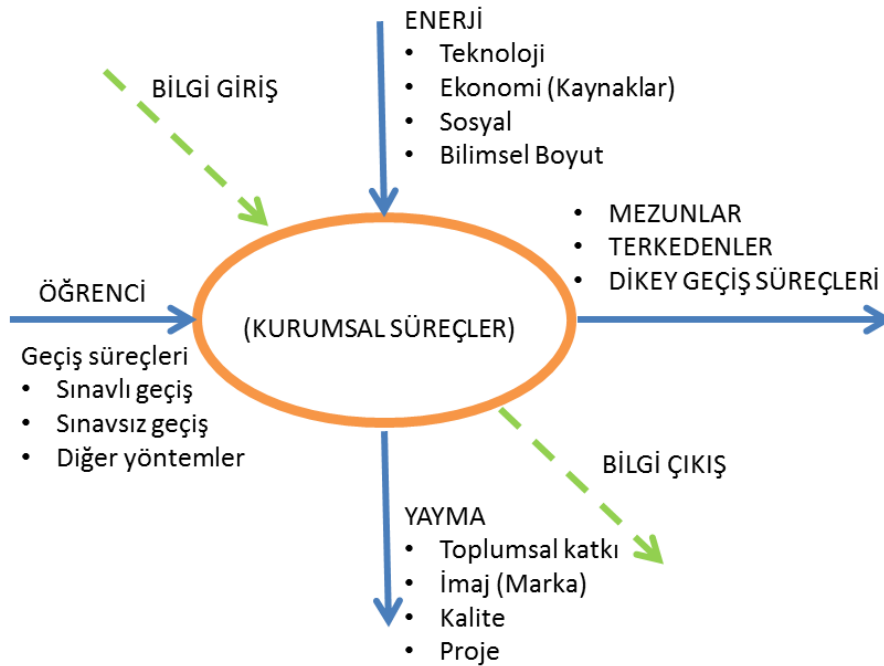 ENERJİ
• Teknoloji
• Ekonomi (Kaynaklar)
• Sosyal
• Bilimsel Boyut
BİLGİ GİRİŞ
• MEZUNLAR
• TERKEDENLER
• DİKEY GEÇİŞ SÜREÇLERİ
ÖĞRENCİ
(KURUMSAL SÜREÇLER)
Geçiş süreçleri
• Sınavlı geçiş
• Sınavsız geçiş
• Diğer yöntemler
BİLGİ ÇIKIŞ
YAYMA
• Toplumsal katkı
• İmaj (Marka)
• Kalite
• Proje